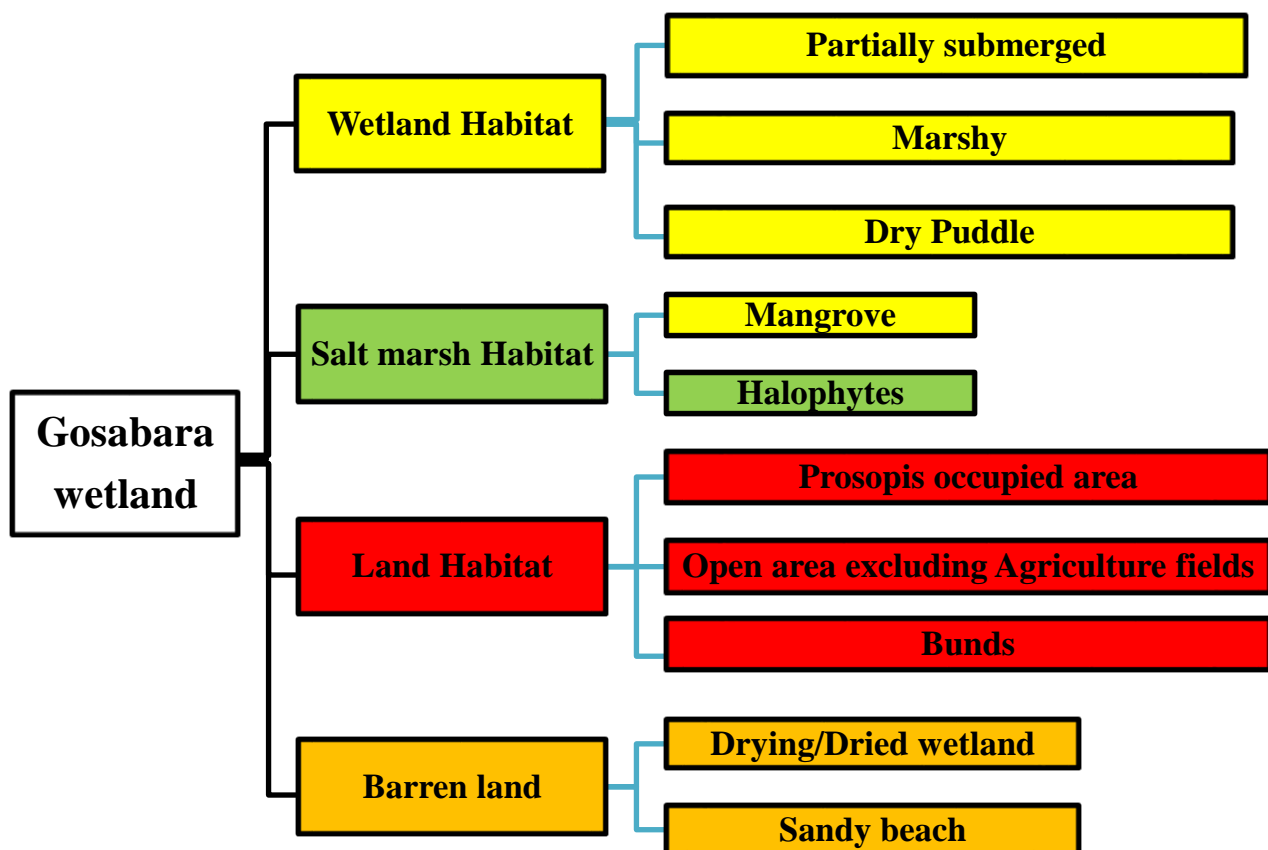 Partially submerged
Wetland Habitat
Marshy
Dry Puddle
Mangrove
Salt marsh Habitat
Halophytes
Gosabara
wetland
Prosopis occupied area
Land Habitat
Open area excluding Agriculture fields
Bunds
Drying/Dried wetland
Barren land
Sandy beach